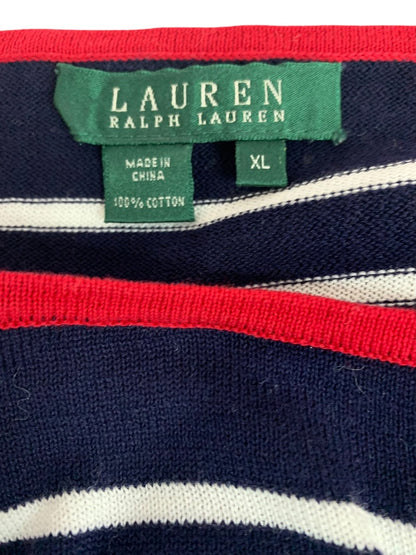 LAUREN
RALPH LAUREN
MADE IN
CHINA
100% COTTON
XL